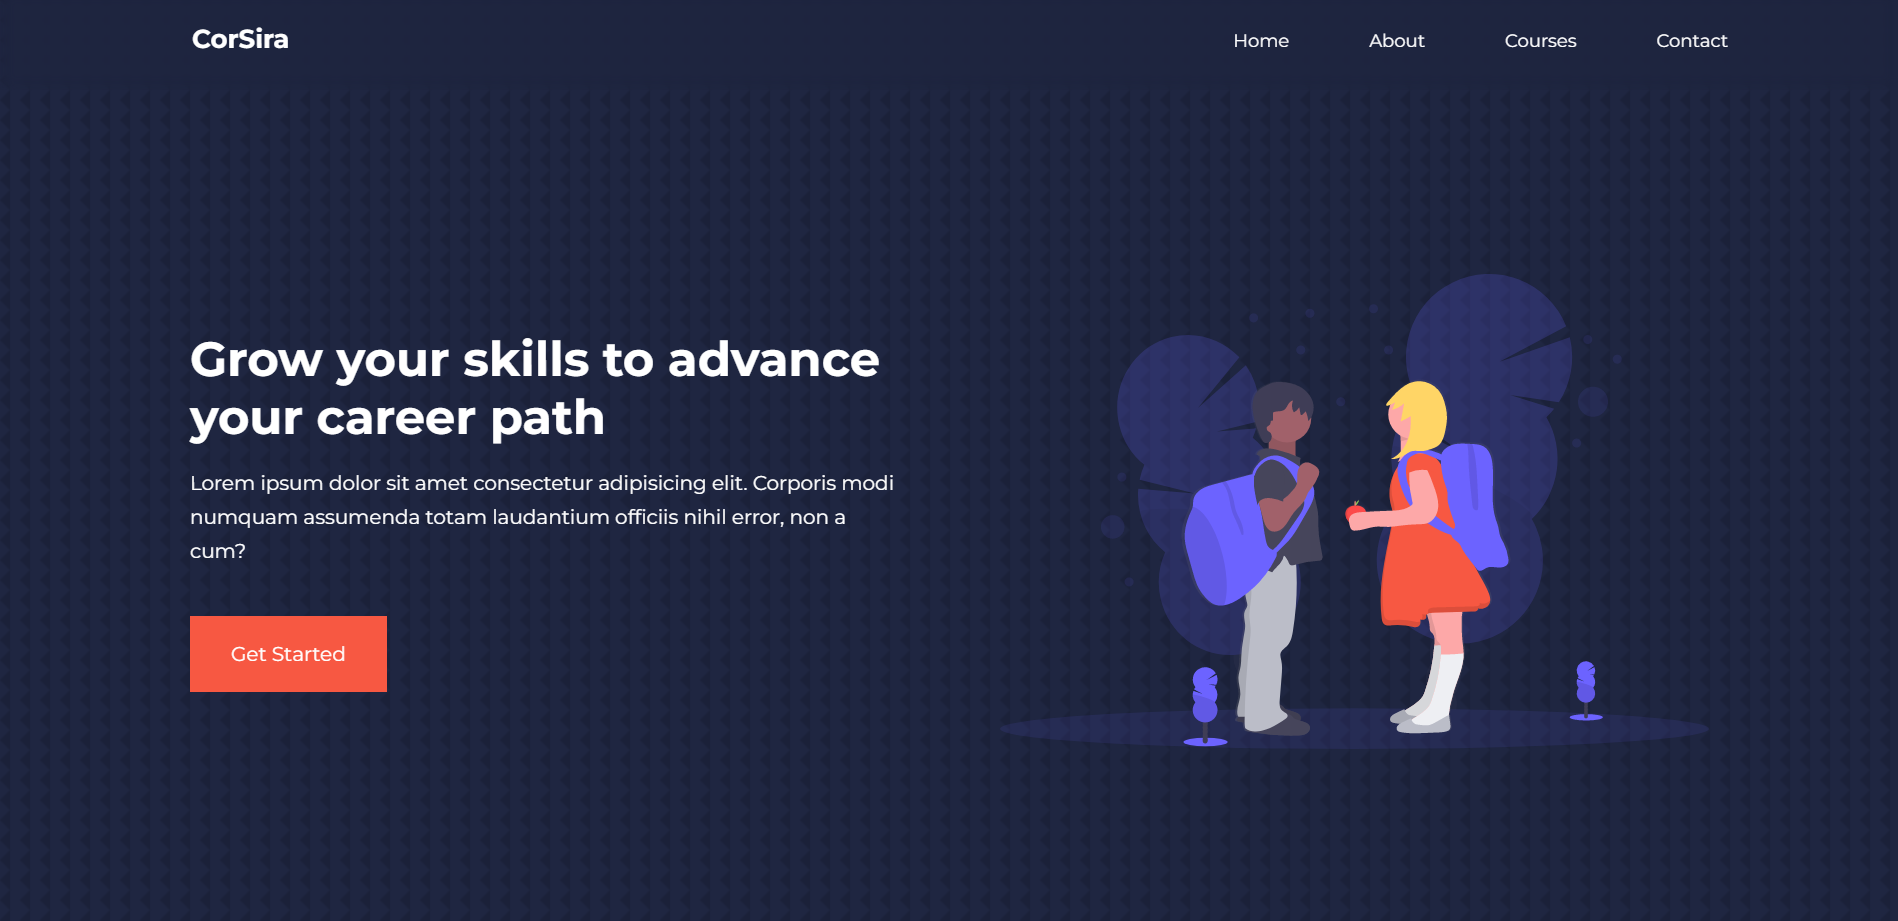 CorSira
Home
About
Courses
Contact
Grow your skills to advance
your career path
Lorem ipsum dolor sit amet consectetur adipisicing elit. Corporis modi
numquam assumenda totam laudantium officiis nihil error, non a
cum?
Get Started